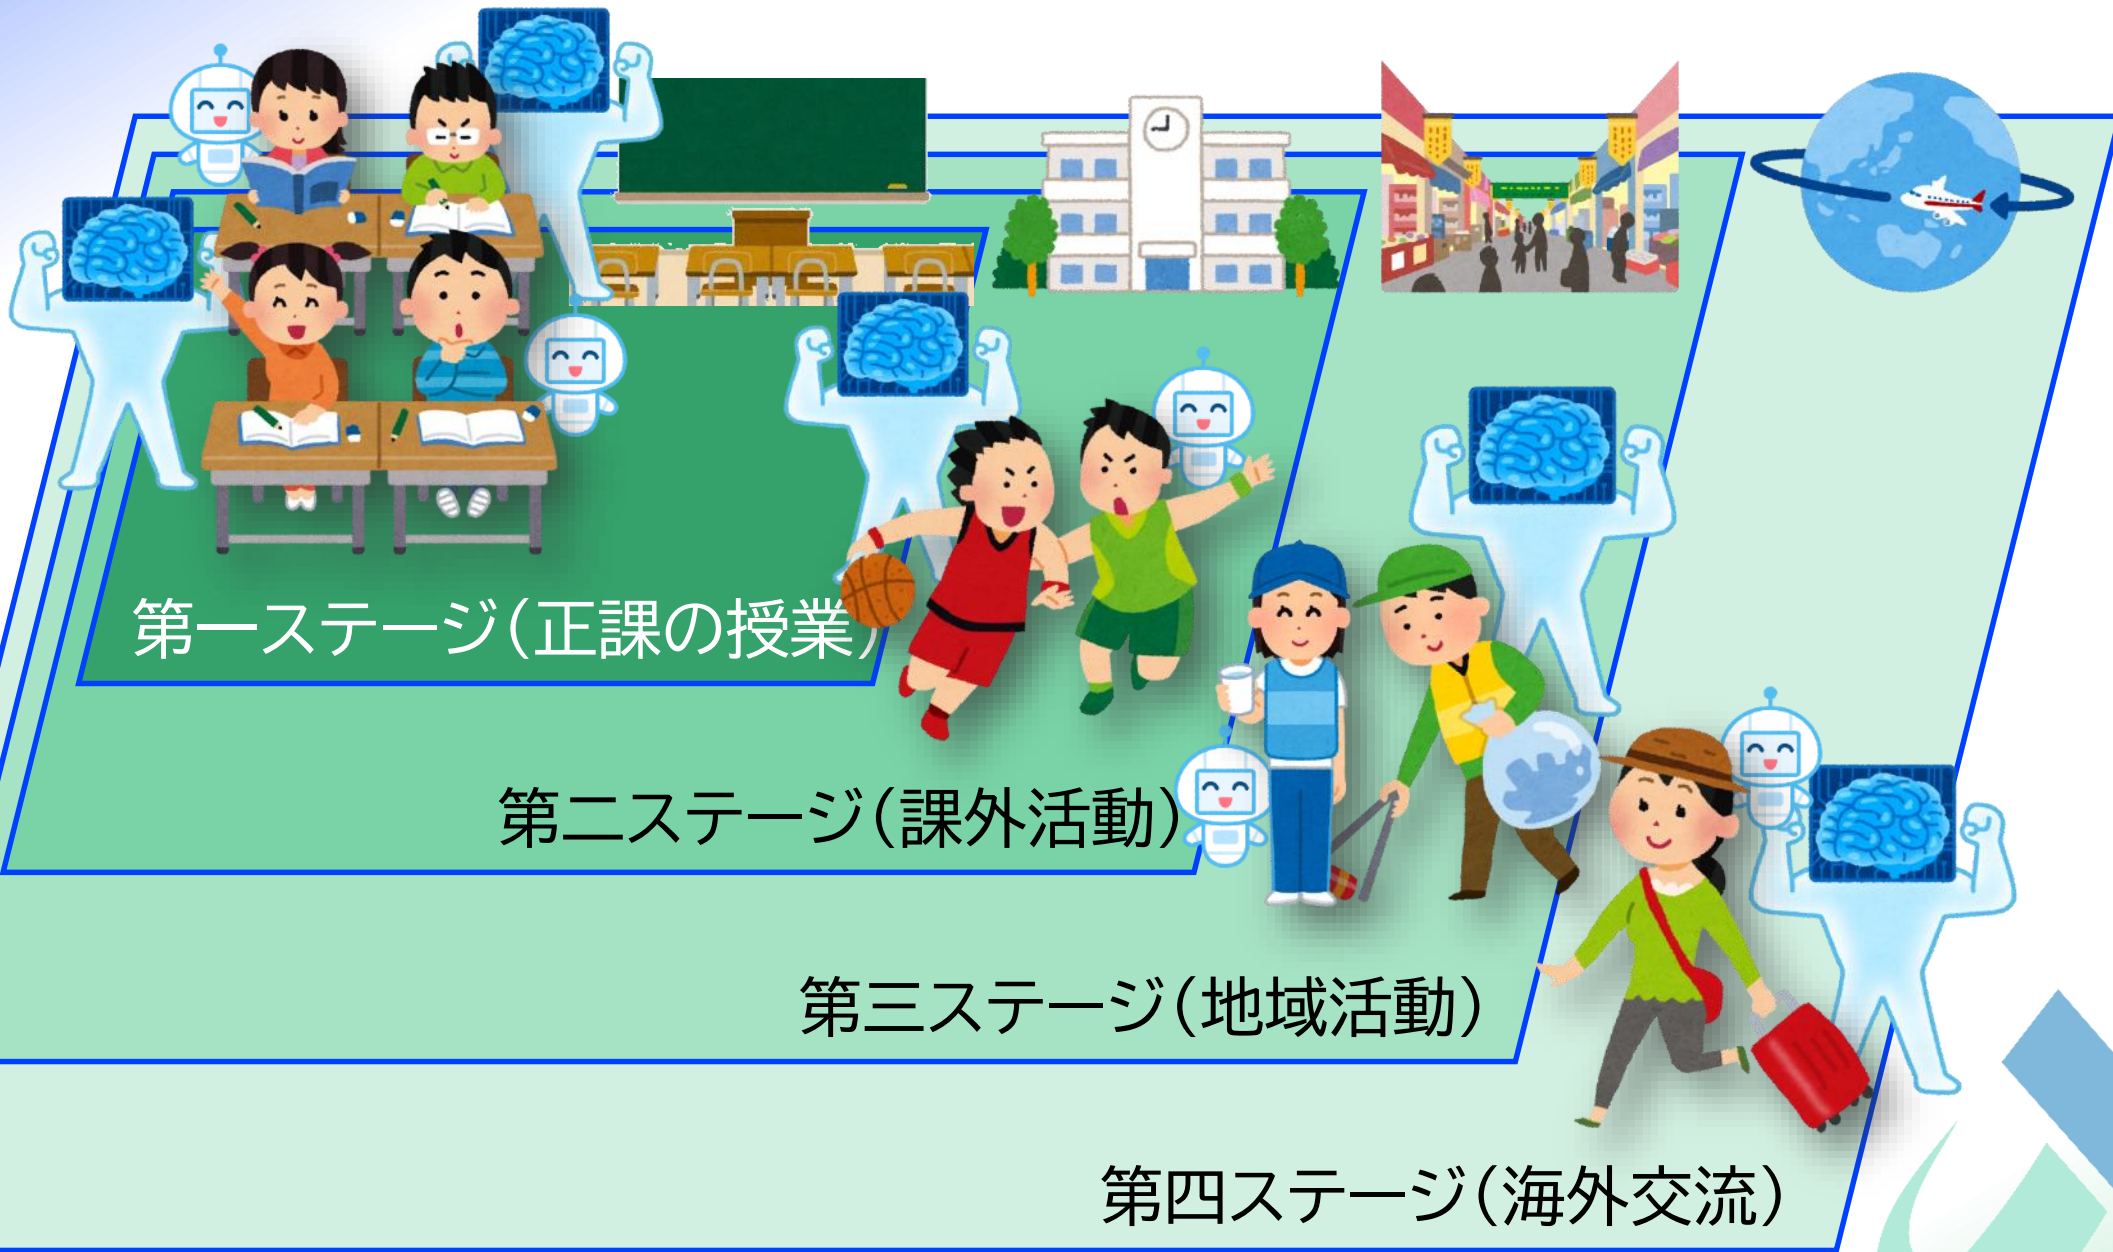 第一ステージ(正課の授業)
第二ステージ(課外活動)
第三ステージ(地域活動)
第四ステージ(海外交流)